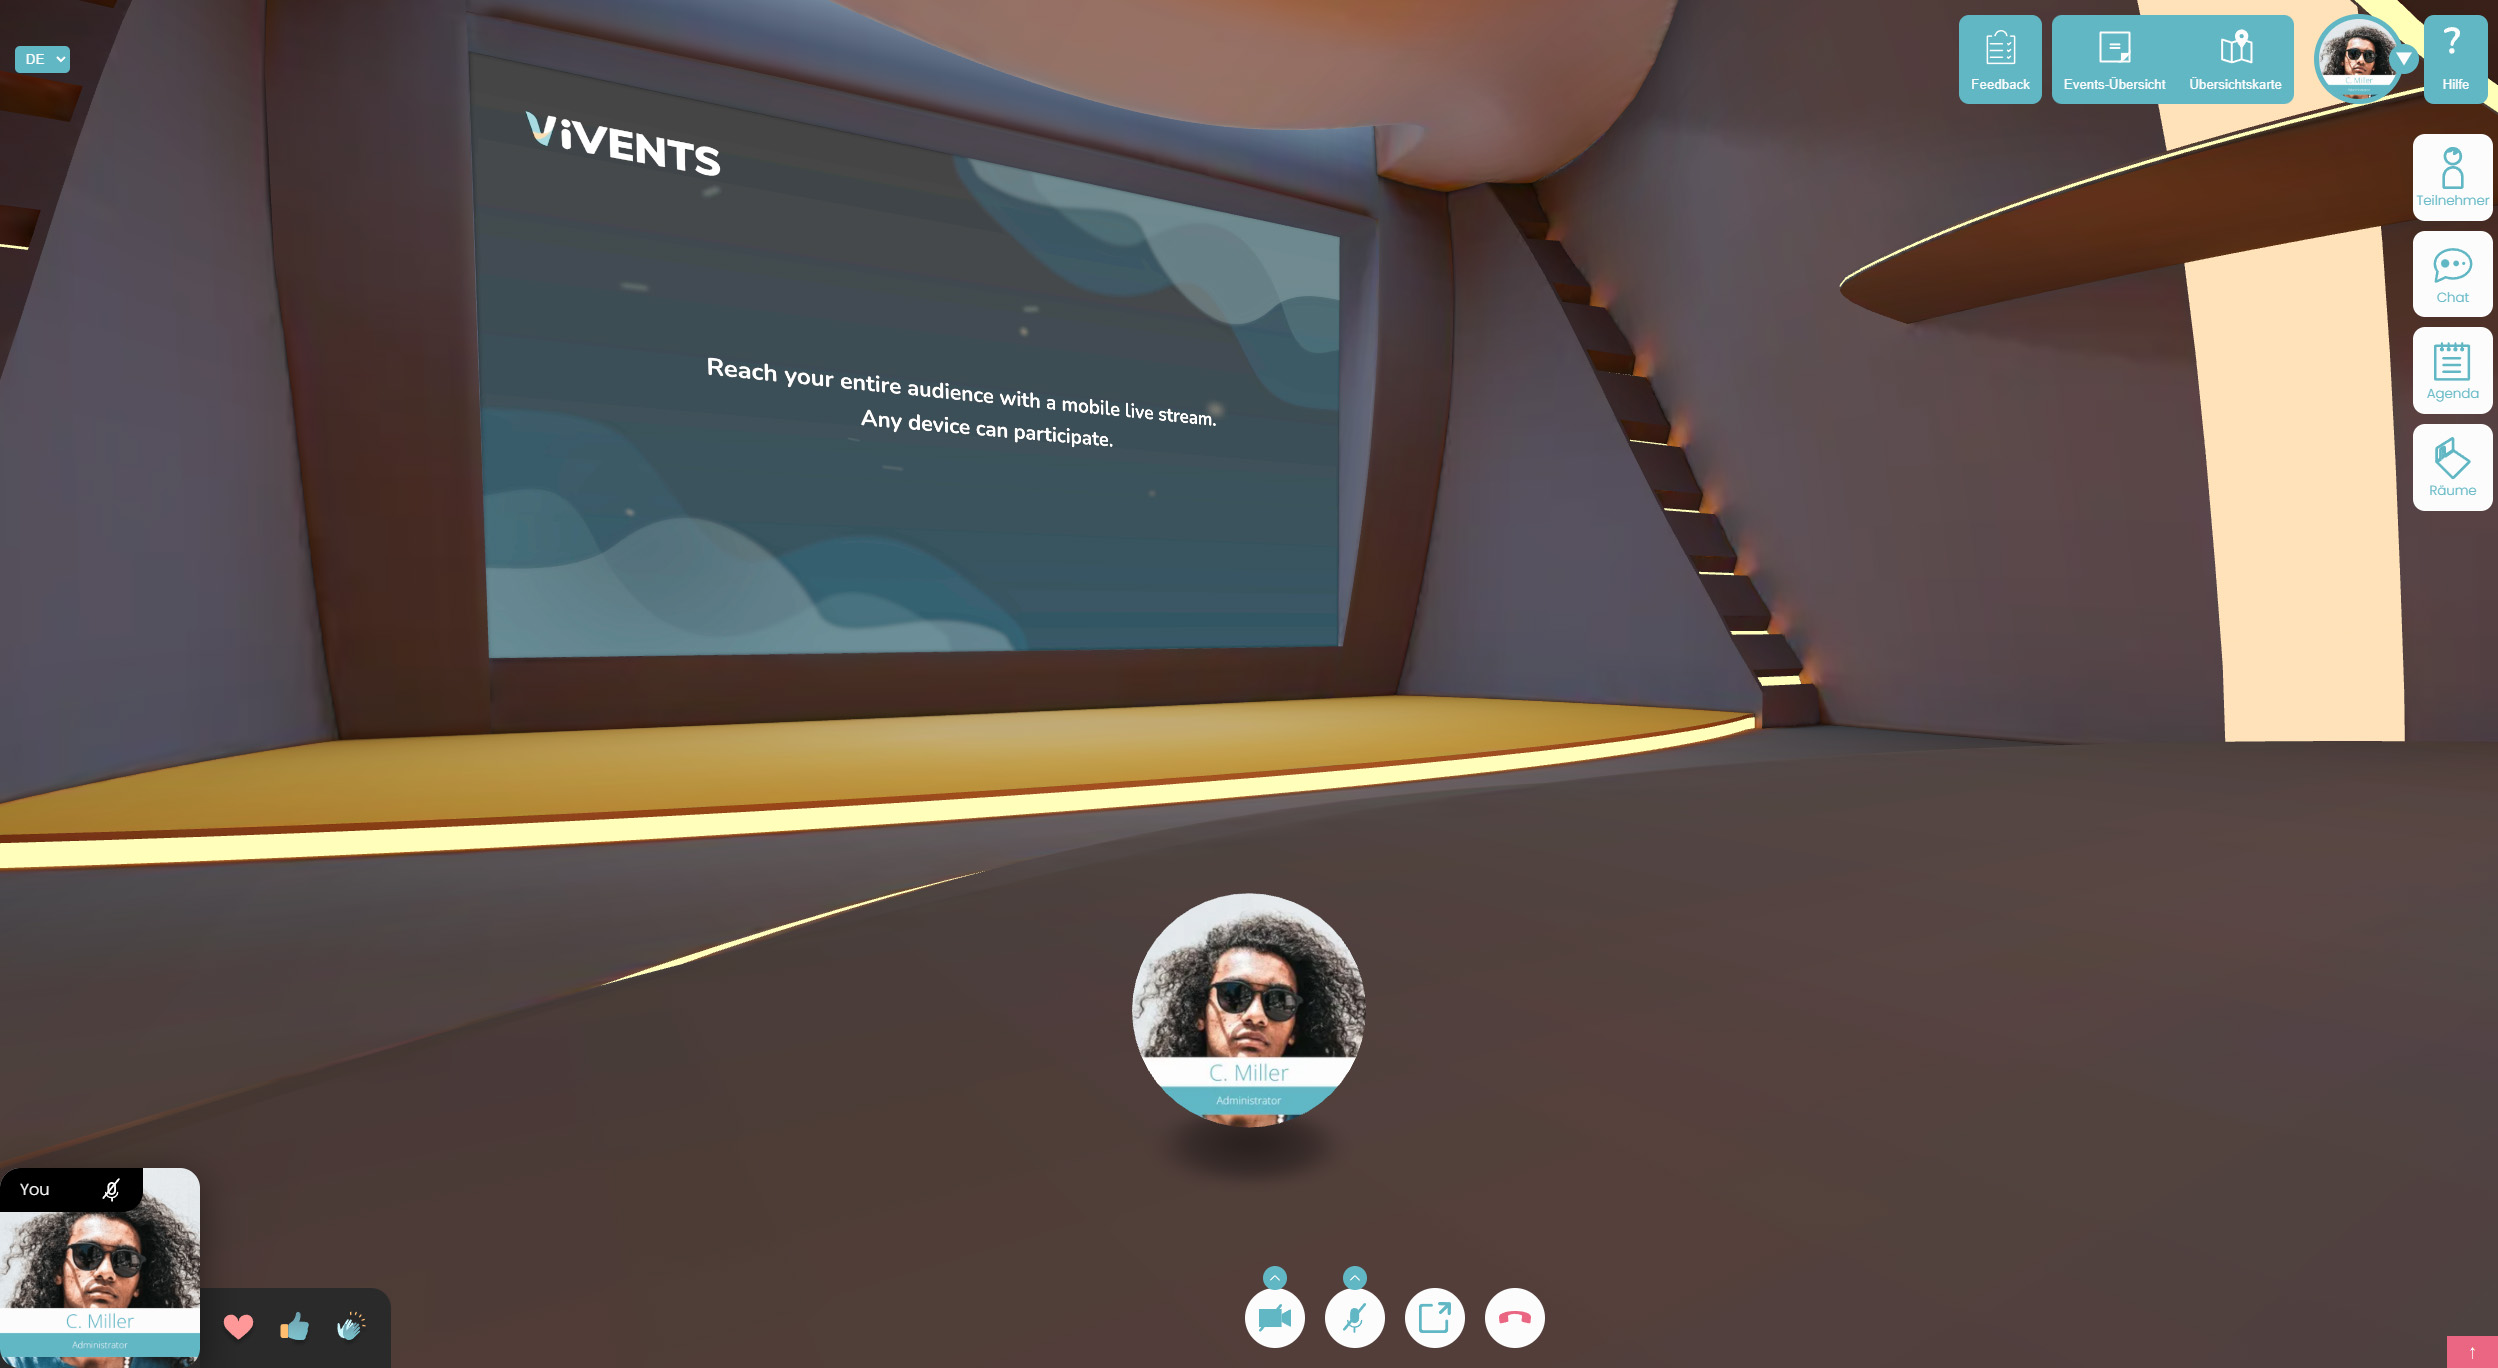 DE
Feedback
Events-Übersicht
Übersichtskarte
C. Miller
Hilfe
ViVENTS
Teilnehmer
Chat
Agenda
Räume
Reach your entire audience with a mobile live stream.
Any device can participate.
C. Miller
Administrator
You
C. Miller
Administrator